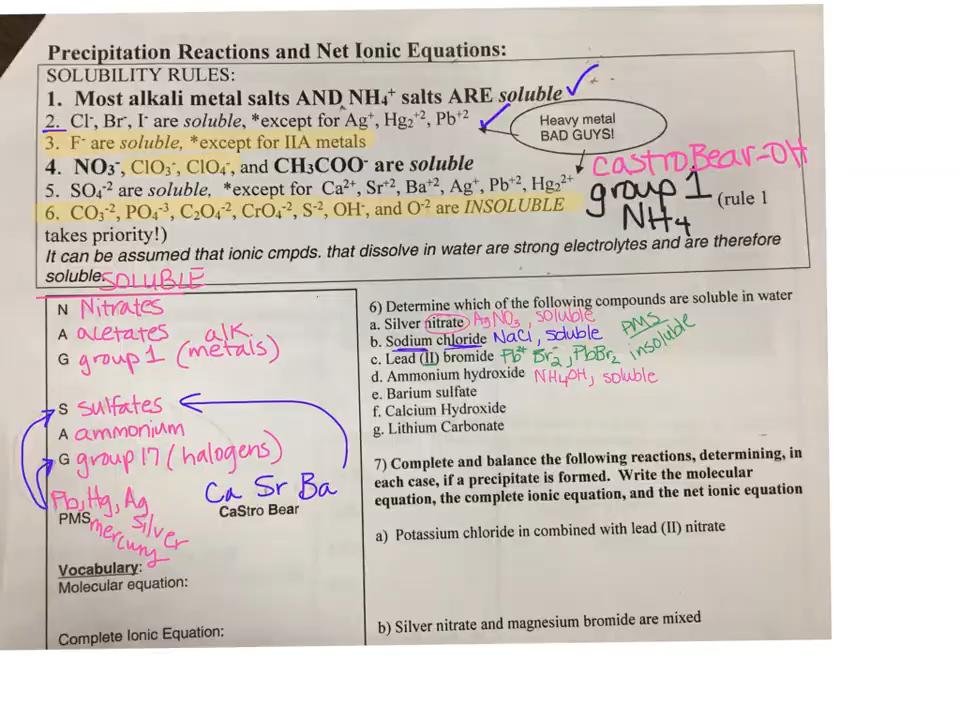 Precipitation Reactions and Net Ionic Equations:
SOLUBILITY RULES:
1. Most alkali metal salts AND NH₄⁺ salts ARE soluble
2. Cl⁻, Br⁻, I⁻ are soluble, *except for Ag⁺, Hg₂⁺², Pb⁺²
Heavy metal
BAD GUYS!
3. F⁻ are soluble, *except for IIA metals
4. NO₃⁻, ClO₃⁻, ClO₄⁻, and CH₃COO⁻ are soluble
castroBear-OH
5. SO₄⁻² are soluble, *except for Ca²⁺, Sr⁺², Ba⁺², Ag⁺, Pb⁺², Hg₂²⁺
group 1
NH₄
6. CO₃⁻², PO₄⁻³, C₂O₄⁻², CrO₄⁻², S⁻², OH⁻, and O⁻² are INSOLUBLE (rule 1
takes priority!)
It can be assumed that ionic cmpds. that dissolve in water are strong electrolytes and are therefore
soluble.
SOLUBLE
N Nitrates
A acetates
G group 1 (alk. metals)
S sulfates
A ammonium
G group 17 (halogens)
Pb, Hg, Ag
PMS
mercury
silver
Ca Sr Ba
CaStro Bear
Vocabulary:
Molecular equation:
Complete Ionic Equation:
6) Determine which of the following compounds are soluble in water
a. Silver nitrate AgNO₃, soluble
b. Sodium chloride NaCl, soluble
c. Lead (II) bromide Pb⁺ Br₂⁻, PbBr₂ insoluble
PMS
d. Ammonium hydroxide NH₄OH, soluble
e. Barium sulfate
f. Calcium Hydroxide
g. Lithium Carbonate
7) Complete and balance the following reactions, determining, in
each case, if a precipitate is formed. Write the molecular
equation, the complete ionic equation, and the net ionic equation
a) Potassium chloride in combined with lead (II) nitrate
b) Silver nitrate and magnesium bromide are mixed